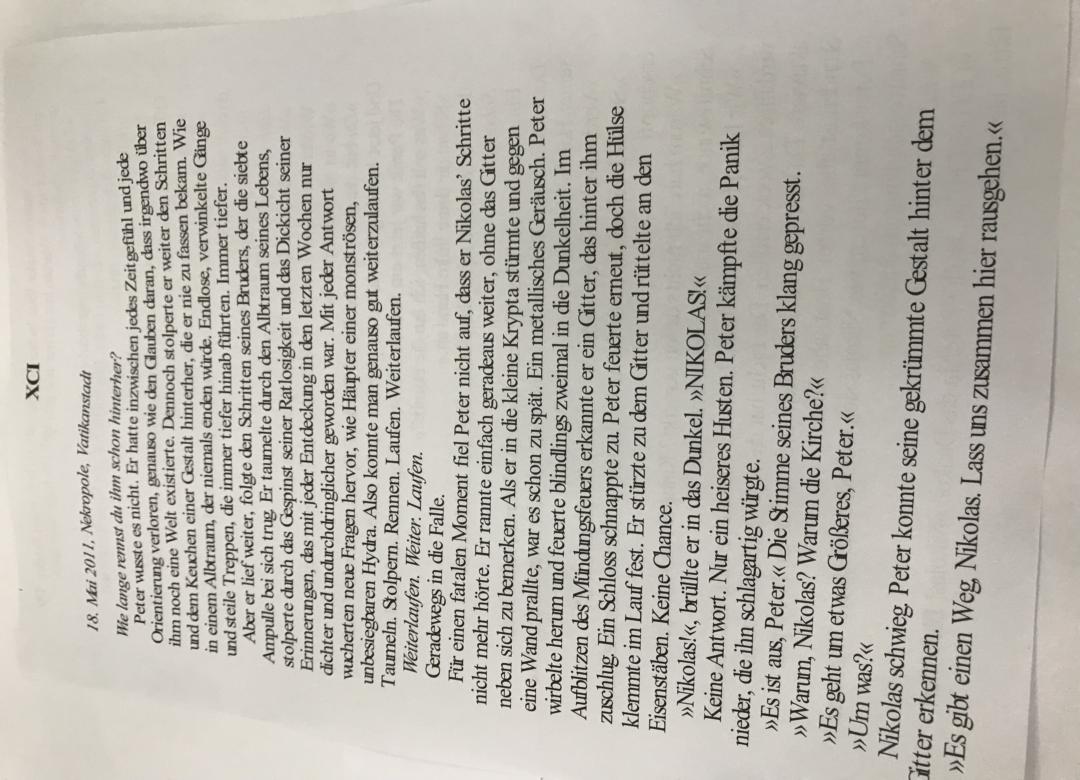 XCI
18. Mai 2011. Nekropole, Vatikanstadt
Wie lange rennst du ihm schon hinterher?
Peter wusste es nicht. Er hatte inzwischen jedes Zeitgefühl und jede
Orientierung verloren, genauso wie den Glauben daran, dass irgendwo über
ihm noch eine Welt existierte. Dennoch stolperte er weiter den Schritten
und dem Keuchen einer Gestalt hinterher, die er nie zu fassen bekam. Wie
in einem Albtraum, der niemals enden würde. Endlose, verwinkelte Gänge
und steile Treppen, die immer tiefer hinab führten. Immer tiefer.
Aber er lief weiter, folgte den Schritten seines Bruders, der die siebte
Ampulle bei sich trug. Er taumelte durch den Albtraum seines Lebens,
stolperte durch das Gespinst seiner Ratlosigkeit und das Dickicht seiner
Erinnerungen, das mit jeder Entdeckung in den letzten Wochen nur
dichter und undurchdringlicher geworden war. Mit jeder Antwort
wucherten neue Fragen hervor, wie Häupter einer monströsen,
unbesiegbaren Hydra. Also konnte man genauso gut weiterzulaufen.
Taumeln. Stolpern. Rennen. Laufen. Weiterlaufen.
Weiterlaufen. Weiter. Laufen.
Geradewegs in die Falle.
Für einen fatalen Moment fiel Peter nicht auf, dass er Nikolas' Schritte
nicht mehr hörte. Er rannte einfach geradeaus weiter, ohne das Gitter
neben sich zu bemerken. Als er in die kleine Krypta stürmte und gegen
eine Wand prallte, war es schon zu spät. Ein metallisches Geräusch. Peter
wirbelte herum und feuerte blindlings zweimal in die Dunkelheit. Im
Aufblitzen des Mündungsfeuers erkannte er ein Gitter, das hinter ihm
zuschlug. Ein Schloss schnappte zu. Peter feuerte erneut, doch die Hülse
klemmte im Lauf fest. Er stürzte zu dem Gitter und rüttelte an den
Eisenstäben. Keine Chance.
»Nikolas!«, brüllte er in das Dunkel. »NIKOLAS!«
Keine Antwort. Nur ein heiseres Husten. Peter kämpfte die Panik
nieder, die ihn schlagartig würgte.
»Es ist aus, Peter.« Die Stimme seines Bruders klang gepresst.
»Warum, Nikolas? Warum die Kirche?«
»Es geht um etwas Größeres, Peter.«
»Um was?«
Nikolas schwieg. Peter konnte seine gekrümmte Gestalt hinter dem
Gitter erkennen.
»Es gibt einen Weg, Nikolas. Lass uns zusammen hier rausgehen.«